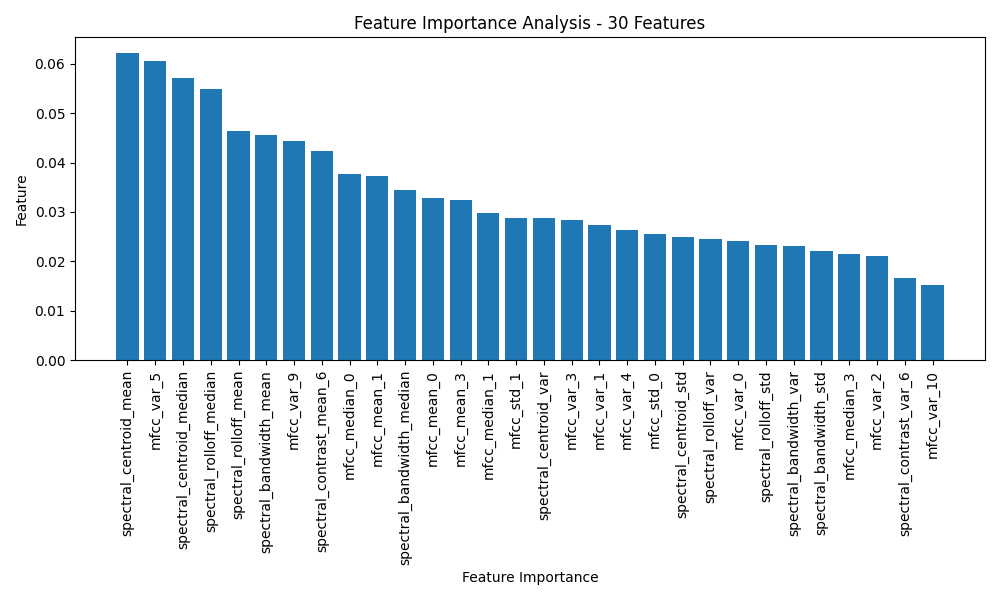 Feature Importance Analysis - 30 Features
Feature
0.06
0.05
0.04
0.03
0.02
0.01
0.00
spectral_centroid_mean
mfcc_var_5
spectral_centroid_median
spectral_rolloff_median
spectral_rolloff_mean
spectral_bandwidth_mean
mfcc_var_9
spectral_contrast_mean_6
mfcc_median_0
mfcc_mean_1
spectral_bandwidth_median
mfcc_mean_0
mfcc_mean_3
mfcc_median_1
mfcc_std_1
spectral_centroid_var
mfcc_var_3
mfcc_var_1
mfcc_var_4
mfcc_std_0
spectral_centroid_std
spectral_rolloff_var
mfcc_var_0
spectral_rolloff_std
spectral_bandwidth_var
spectral_bandwidth_std
mfcc_median_3
mfcc_var_2
spectral_contrast_var_6
mfcc_var_10
Feature Importance